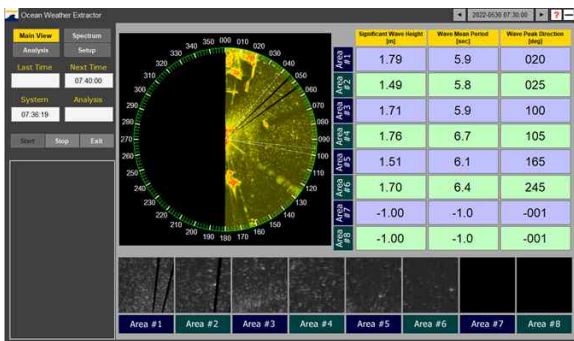 Ocean Weather Extractor
2022-0630 07:30:00
?
Main View
Spectrum
Analysis
Setup
Last Time
Next Time
07:40:00
System
Analysis
07:36:19
Start
Stop
Exit
320 330 340 350 000 010 020 030 040
310 050
300 060
290 070
280 080
270
260
250 110
240 120
230 130
220 140
210 200 190 180 170 160 150
Significant Wave Height [m]
Wave Mean Period [sec]
Wave Peak Direction [deg]
Area #1 1.79 5.9 020
Area #2 1.49 5.8 025
Area #3 1.71 5.9 100
Area #4 1.76 6.7 105
Area #5 1.51 6.1 165
Area #6 1.70 6.4 245
Area #7 -1.00 -1.0 -001
Area #8 -1.00 -1.0 -001
Area #1 Area #2 Area #3 Area #4 Area #5 Area #6 Area #7 Area #8